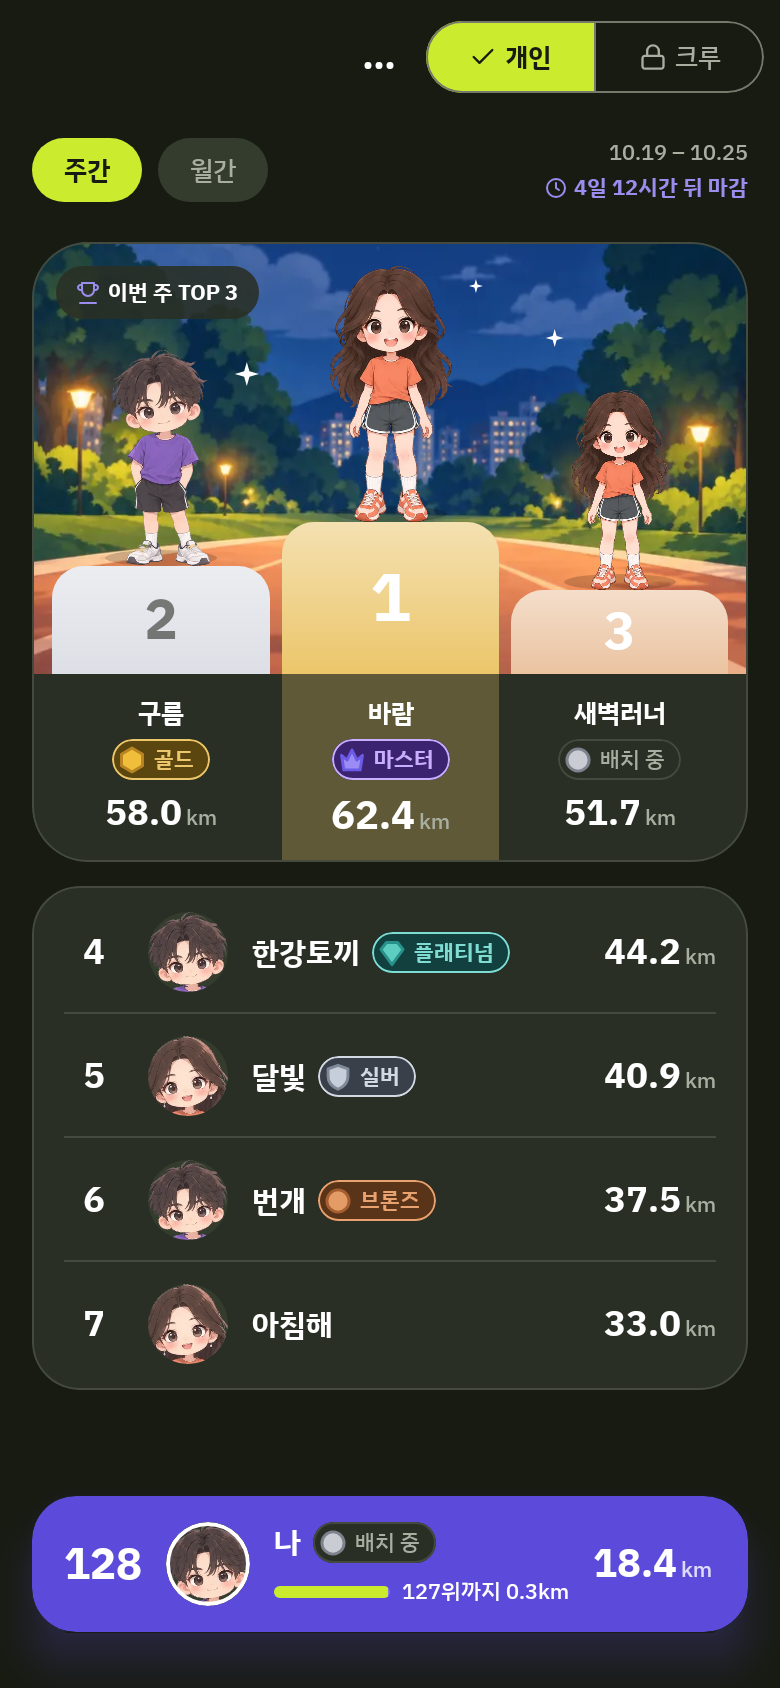 ... 개인 크루
주간 월간 10.19 – 10.25
4일 12시간 뒤 마감
이번 주 TOP 3
2 1 3
구름 바람 새벽러너
골드 마스터 배치 중
58.0 km 62.4 km 51.7 km
4 한강토끼 플래티넘 44.2 km
5 달빛 실버 40.9 km
6 번개 브론즈 37.5 km
7 아침해 33.0 km
128 나 배치 중 18.4 km
127위까지 0.3km